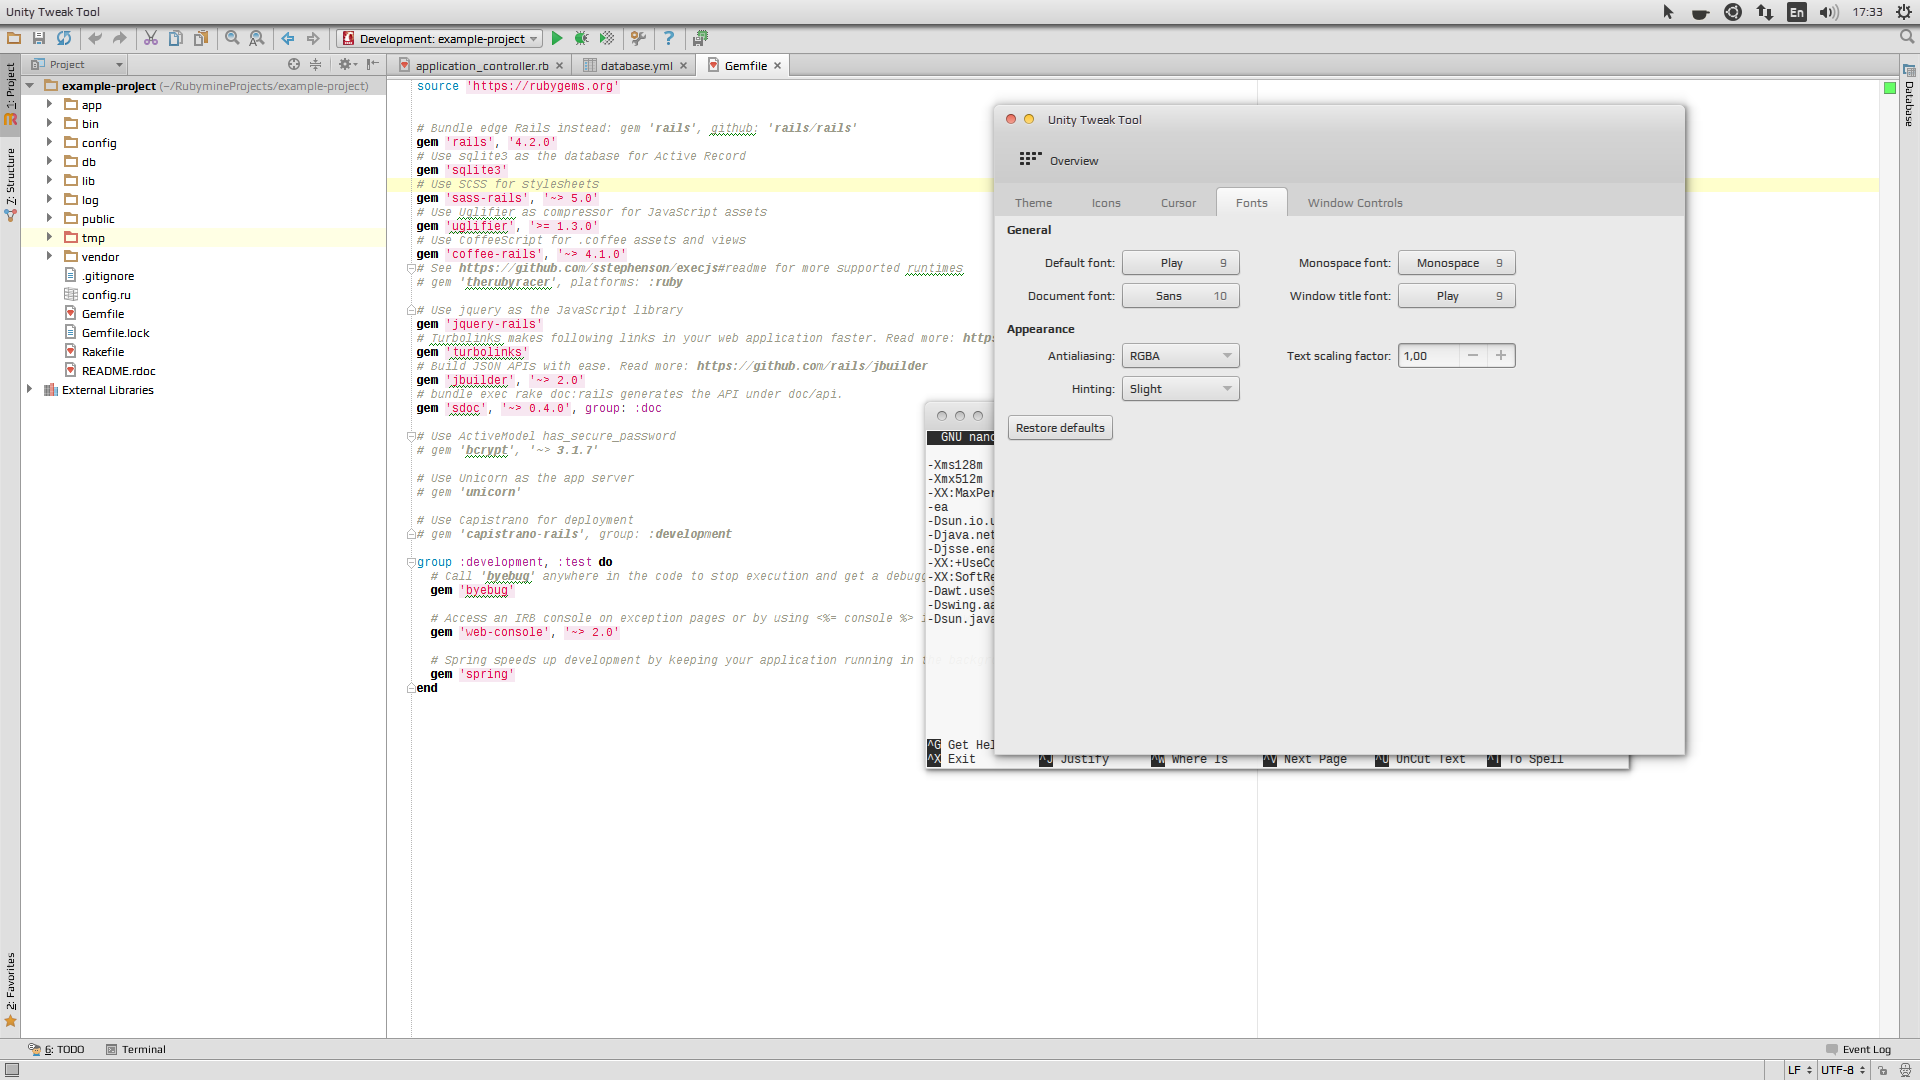 Unity Tweak Tool
En
17:33
Development: example-project
1: Project
7: Structure
2: Favorites
Project
example-project (~/RubymineProjects/example-project)
app
bin
config
db
lib
log
public
tmp
vendor
.gitignore
config.ru
Gemfile
Gemfile.lock
Rakefile
README.rdoc
External Libraries
application_controller.rb
database.yml
Gemfile
source 'https://rubygems.org'
# Bundle edge Rails instead: gem 'rails', github: 'rails/rails'
gem 'rails', '4.2.0'
# Use sqlite3 as the database for Active Record
gem 'sqlite3'
# Use SCSS for stylesheets
gem 'sass-rails', '~> 5.0'
# Use Uglifier as compressor for JavaScript assets
gem 'uglifier', '>= 1.3.0'
# Use CoffeeScript for .coffee assets and views
gem 'coffee-rails', '~> 4.1.0'
# See https://github.com/sstephenson/execjs#readme for more supported runtimes
# gem 'therubyracer', platforms: :ruby
# Use jquery as the JavaScript library
gem 'jquery-rails'
# Turbolinks makes following links in your web application faster. Read more: http
gem 'turbolinks'
# Build JSON APIs with ease. Read more: https://github.com/rails/jbuilder
gem 'jbuilder', '~> 2.0'
# bundle exec rake doc:rails generates the API under doc/api.
gem 'sdoc', '~> 0.4.0', group: :doc
# Use ActiveModel has_secure_password
# gem 'bcrypt', '~> 3.1.7'
# Use Unicorn as the app server
# gem 'unicorn'
# Use Capistrano for deployment
# gem 'capistrano-rails', group: :development
group :development, :test do
# Call 'byebug' anywhere in the code to stop execution and get a debugg
gem 'byebug'
# Access an IRB console on exception pages or by using <%= console %> i
gem 'web-console', '~> 2.0'
# Spring speeds up development by keeping your application running in
gem 'spring'
end
Unity Tweak Tool
Overview
Theme
Icons
Cursor
Fonts
Window Controls
General
Default font: Play 9
Monospace font: Monospace 9
Document font: Sans 10
Window title font: Play 9
Appearance
Antialiasing: RGBA
Text scaling factor: 1,00
Hinting: Slight
Restore defaults
GNU nano
-Xms128m
-Xmx512m
-XX:MaxPer
-ea
-Dsun.io.u
-Djava.net
-Djsse.ena
-XX:+UseCo
-XX:SoftRe
-Dawt.useS
-Dswing.aa
-Dsun.java
^G Get Hel
^X Exit ^J Justify ^W Where Is ^V Next Page ^U UnCut Text ^T To Spell
Database
6: TODO
Terminal
Event Log
LF
UTF-8